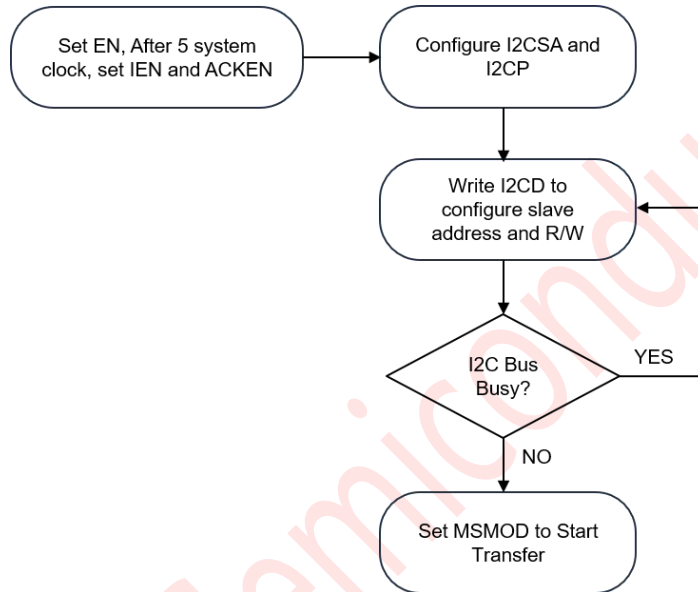 Set EN, After 5 system
clock, set IEN and ACKEN
Configure I2CSA and
I2CP
Write I2CD to
configure slave
address and R/W
I2C Bus
Busy?
YES
NO
Set MSMOD to Start
Transfer
Semicondu